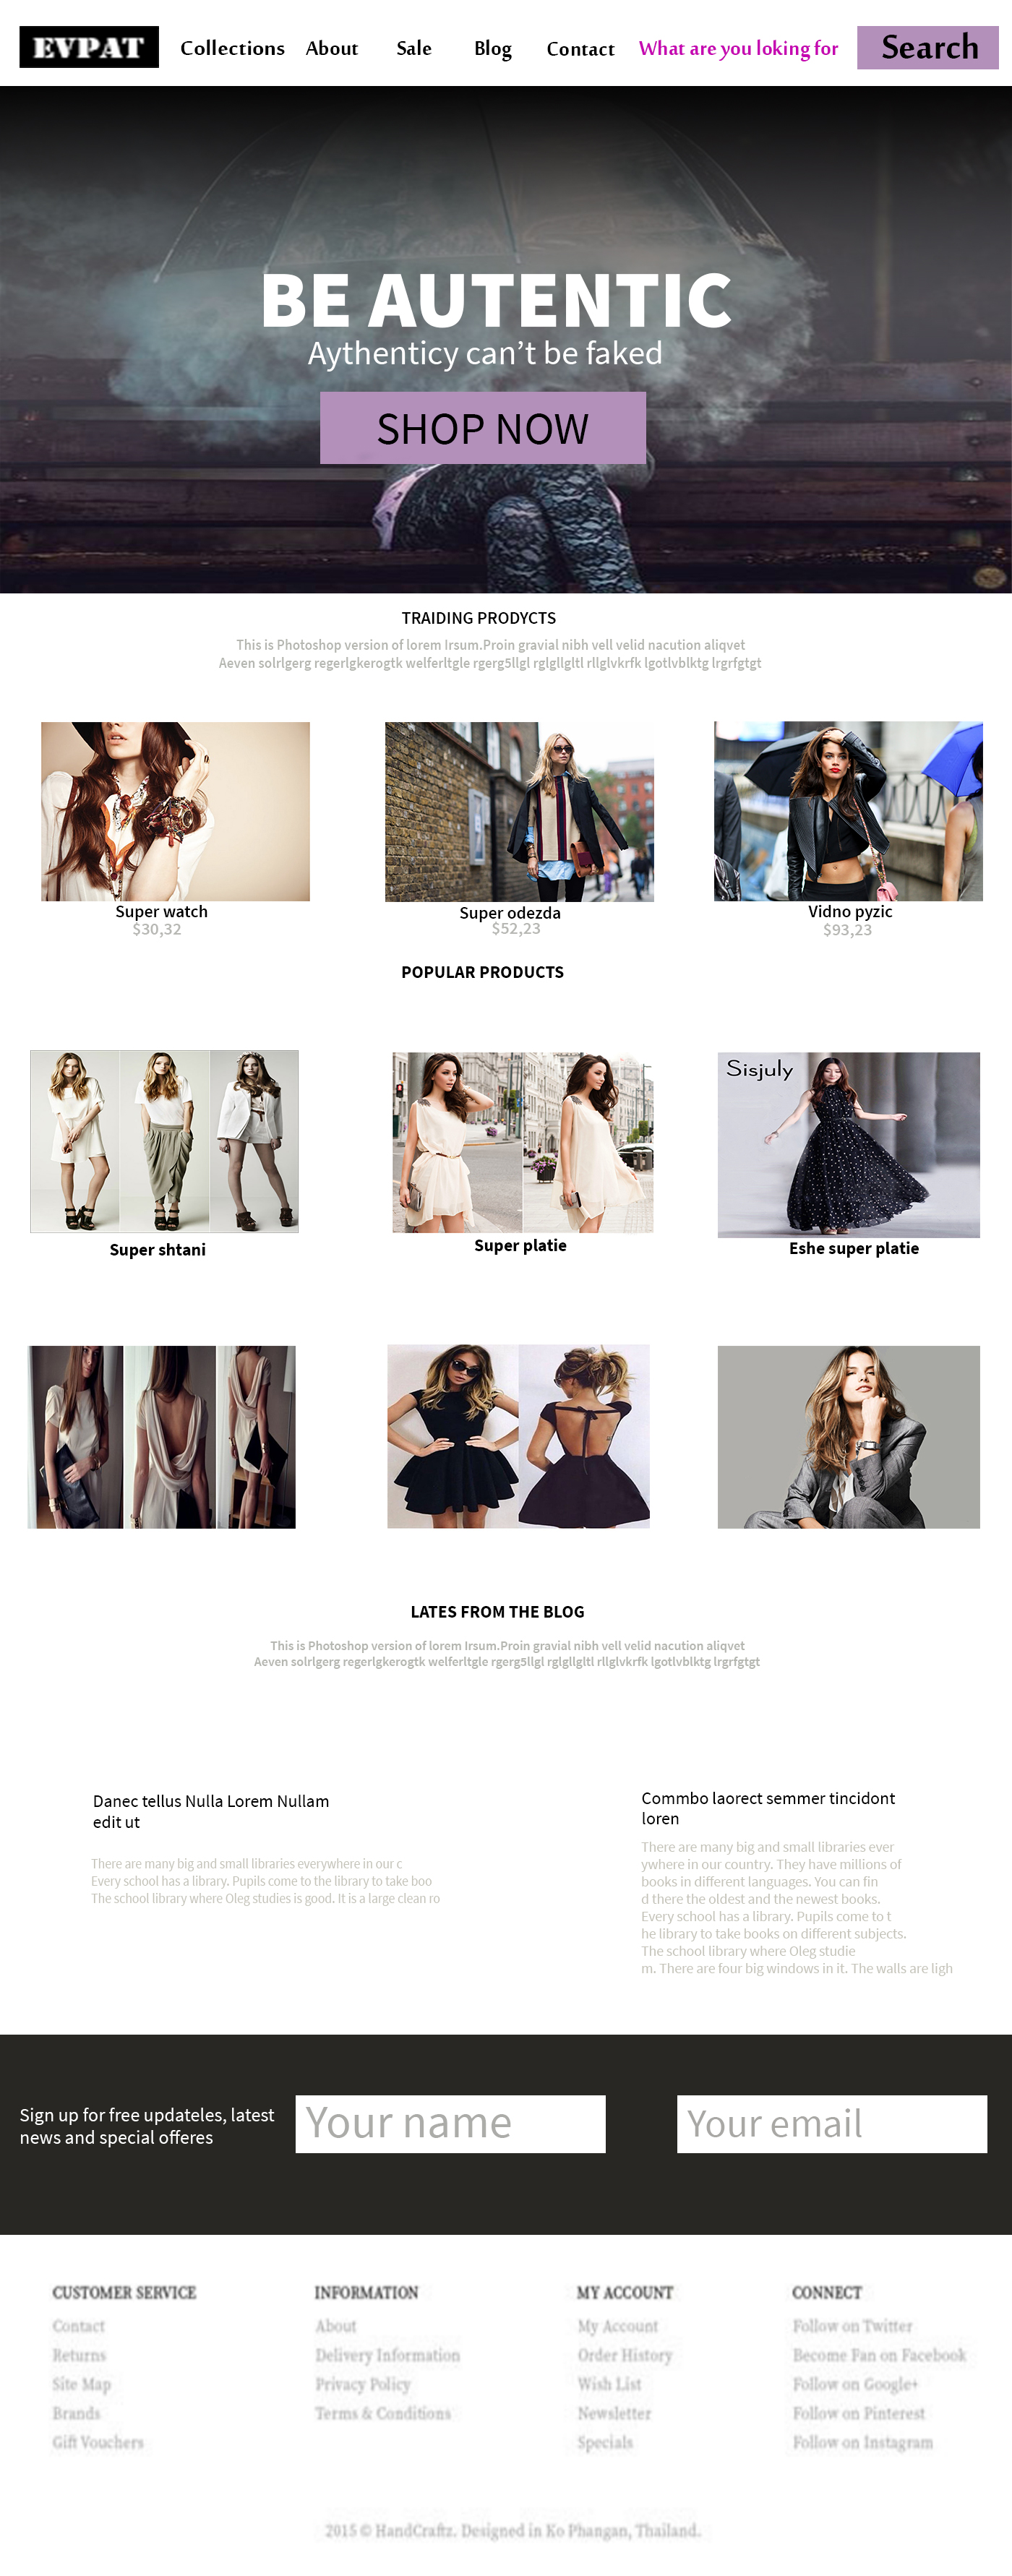 EVPAT Collections About Sale Blog Contact What are you loking for Search
BE AUTENTIC
Aythenticy can't be faked
SHOP NOW
TRAIDING PRODYCTS
This is Photoshop version of lorem Irsum.Proin gravial nibh vell velid nacution aliqvet
Aeven solrlgerg regerlgkerogtk welferltgle rgerg5llgl rglgllgltl rllglvkrfk lgotlvblktg lrgrfgtgt
Super watch
$30,32
Super odezda
$52,23
Vidno pyzic
$93,23
POPULAR PRODUCTS
Sisjuly
Super shtani
Super platie
Eshe super platie
LATES FROM THE BLOG
This is Photoshop version of lorem Irsum.Proin gravial nibh vell velid nacution aliqvet
Aeven solrlgerg regerlgkerogtk welferltgle rgerg5llgl rglgllgltl rllglvkrfk lgotlvblktg lrgrfgtgt
Danec tellus Nulla Lorem Nullam
edit ut
There are many big and small libraries everywhere in our c
Every school has a library. Pupils come to the library to take boo
The school library where Oleg studies is good. It is a large clean ro
Commbo laorect semmer tincidont
loren
There are many big and small libraries ever
ywhere in our country. They have millions of
books in different languages. You can fin
d there the oldest and the newest books.
Every school has a library. Pupils come to t
he library to take books on different subjects.
The school library where Oleg studie
m. There are four big windows in it. The walls are ligh
Sign up for free updateles, latest
news and special offeres
Your name
Your email
CUSTOMER SERVICE
Contact
Returns
Site Map
Brands
Gift Vouchers
INFORMATION
About
Delivery Information
Privacy Policy
Terms & Conditions
MY ACCOUNT
My Account
Order History
Wish List
Newsletter
Specials
CONNECT
Follow on Twitter
Become Fan on Facebook
Follow on Google+
Follow on Pinterest
Follow on Instagram
2015 © HandCraftz. Designed in Ko Phangan, Thailand.